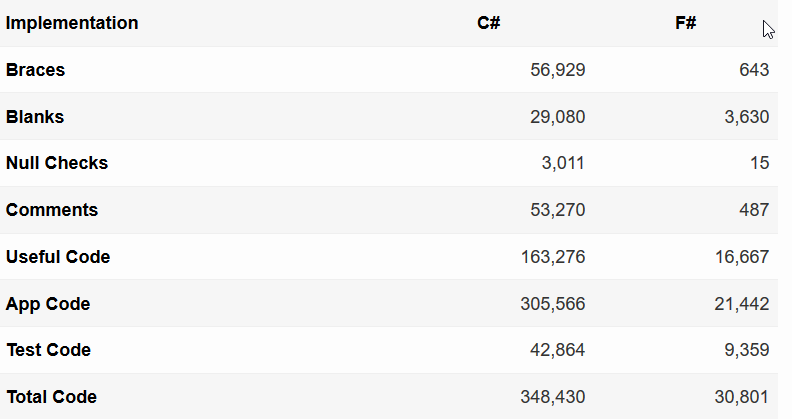 Implementation C# F#
Braces 56,929 643
Blanks 29,080 3,630
Null Checks 3,011 15
Comments 53,270 487
Useful Code 163,276 16,667
App Code 305,566 21,442
Test Code 42,864 9,359
Total Code 348,430 30,801